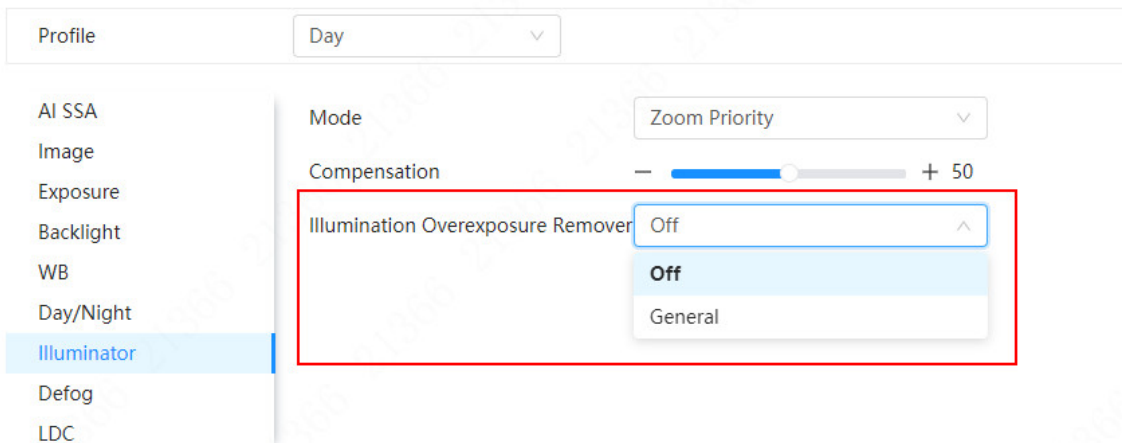 Profile
Day
AI SSA
Image
Exposure
Backlight
WB
Day/Night
Illuminator
Defog
LDC
Mode
Zoom Priority
Compensation
50
Illumination Overexposure Remover
Off
Off
General
21366